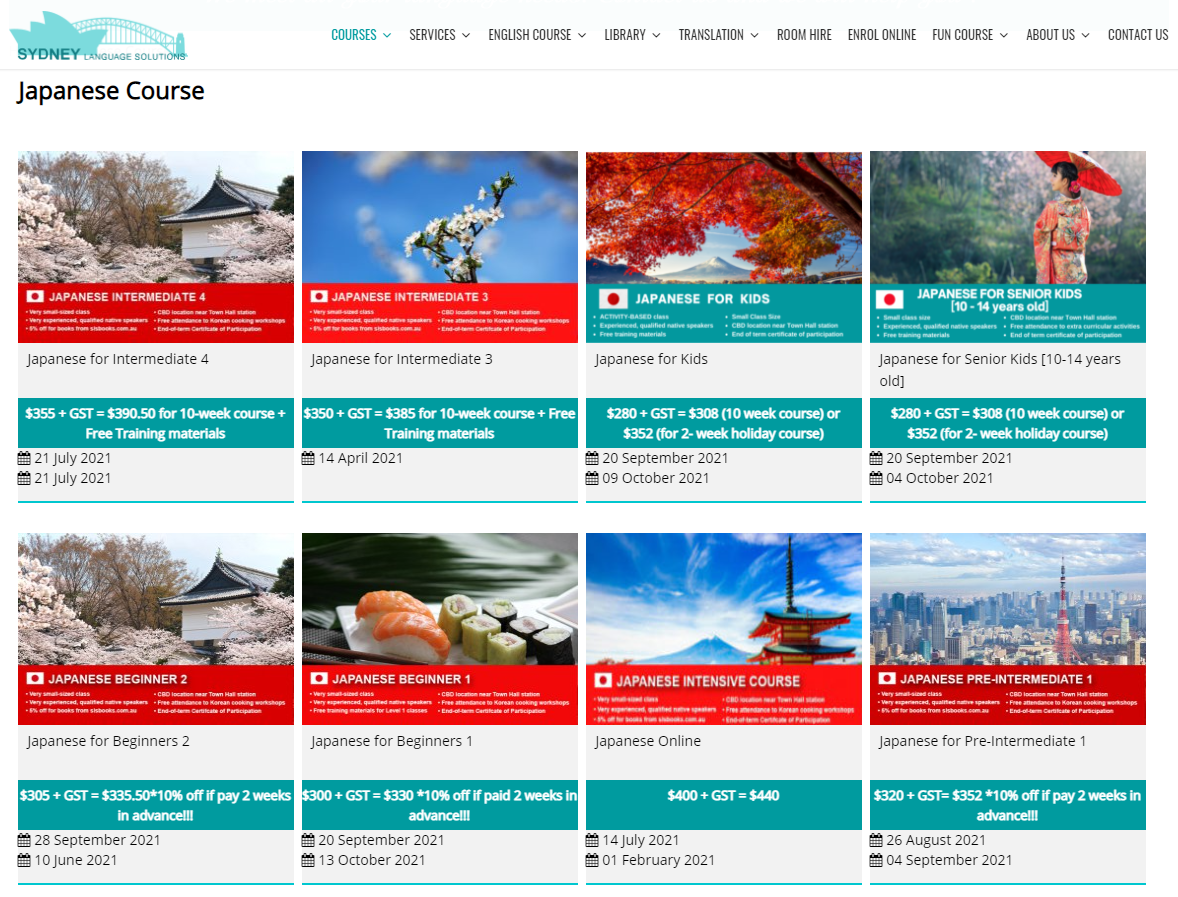 SYDNEY LANGUAGE SOLUTIONS
COURSES SERVICES ENGLISH COURSE LIBRARY TRANSLATION ROOM HIRE ENROL ONLINE FUN COURSE ABOUT US CONTACT US
Japanese Course
JAPANESE INTERMEDIATE 4
• Very small-sized class
• Very experienced, qualified native speakers
• 5% off for books from slsbooks.com.au
• CBD location near Town Hall station
• Free attendance to Korean cooking workshops
• End-of-term Certifcate of Participation
Japanese for Intermediate 4
$355 + GST = $390.50 for 10-week course +
Free Training materials
21 July 2021
21 July 2021
JAPANESE INTERMEDIATE 3
• Very small-sized class
• Very experienced, qualified native speakers
• 5% off for books from slsbooks.com.au
• CBD location near Town Hall station
• Free attendance to Korean cooking workshops
• End-of-term Certifcate of Participation
Japanese for Intermediate 3
$350 + GST = $385 for 10-week course + Free
Training materials
14 April 2021
JAPANESE FOR KIDS
• ACTIVITY-BASED class
• Experienced, qualified native speakers
• Free training materials
• Small Class Size
• CBD location near Town Hall station
• End of term certificate of participation
Japanese for Kids
$280 + GST = $308 (10 week course) or
$352 (for 2- week holiday course)
20 September 2021
09 October 2021
JAPANESE FOR SENIOR KIDS
[10 - 14 years old]
• Small class size
• Experienced, qualified native speakers
• Free training materials
• CBD location near Town Hall station
• Free attendance to extra curricular activities
• End of term certificate of participation
Japanese for Senior Kids [10-14 years
old]
$280 + GST = $308 (10 week course) or
$352 (for 2- week holiday course)
20 September 2021
04 October 2021
JAPANESE BEGINNER 2
• Very small-sized class
• Very experienced, qualified native speakers
• 5% off for books from slsbooks.com.au
• CBD location near Town Hall station
• Free attendance to Korean cooking workshops
• End-of-term Certifcate of Participation
Japanese for Beginners 2
$305 + GST = $335.50*10% off if pay 2 weeks
in advance!!!
28 September 2021
10 June 2021
JAPANESE BEGINNER 1
• Very small-sized class
• Very experienced, qualified native speakers
• Free training materials for Level 1 classes
• CBD location near Town Hall station
• Free attendance to Korean cooking workshops
• End-of-term Certifcate of Participation
Japanese for Beginners 1
$300 + GST = $330 *10% off if paid 2 weeks in
advance!!!
20 September 2021
13 October 2021
JAPANESE INTENSIVE COURSE
• Very small-sized class
• Very experienced, qualified native speakers
• 5% off for books from slsbooks.com.au
• CBD location near Town Hall station
• Free attendance to Korean cooking workshops
• End-of-term Certifcate of Participation
Japanese Online
$400 + GST = $440
14 July 2021
01 February 2021
JAPANESE PRE-INTERMEDIATE 1
• Very small-sized class
• Very experienced, qualified native speakers
• 5% off for books from slsbooks.com.au
• CBD location near Town Hall station
• Free attendance to Korean cooking workshops
• End-of-term Certifcate of Participation
Japanese for Pre-Intermediate 1
$320 + GST= $352 *10% off if pay 2 weeks in
advance!!!
26 August 2021
04 September 2021